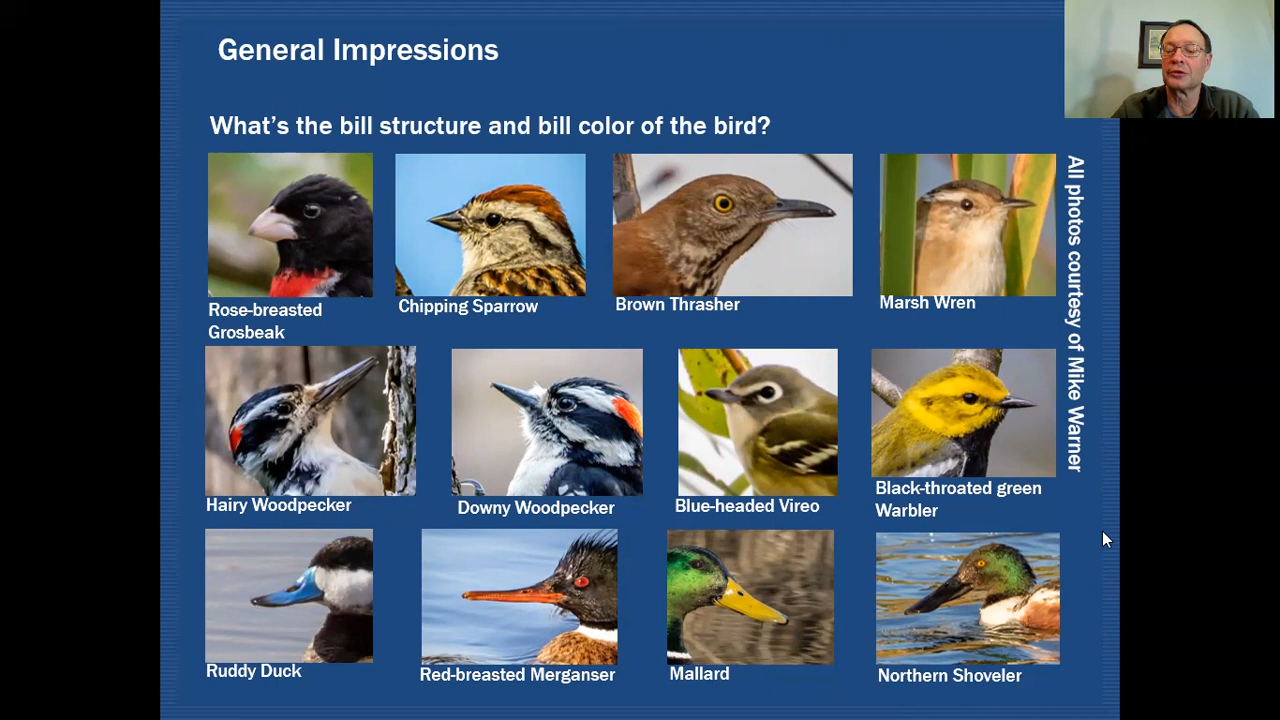 General Impressions
What's the bill structure and bill color of the bird?
Rose-breasted
Grosbeak
Chipping Sparrow
Brown Thrasher
Marsh Wren
All photos courtesy of Mike Warner
Hairy Woodpecker
Downy Woodpecker
Blue-headed Vireo
Black-throated green
Warbler
Ruddy Duck
Red-breasted Merganser
Mallard
Northern Shoveler